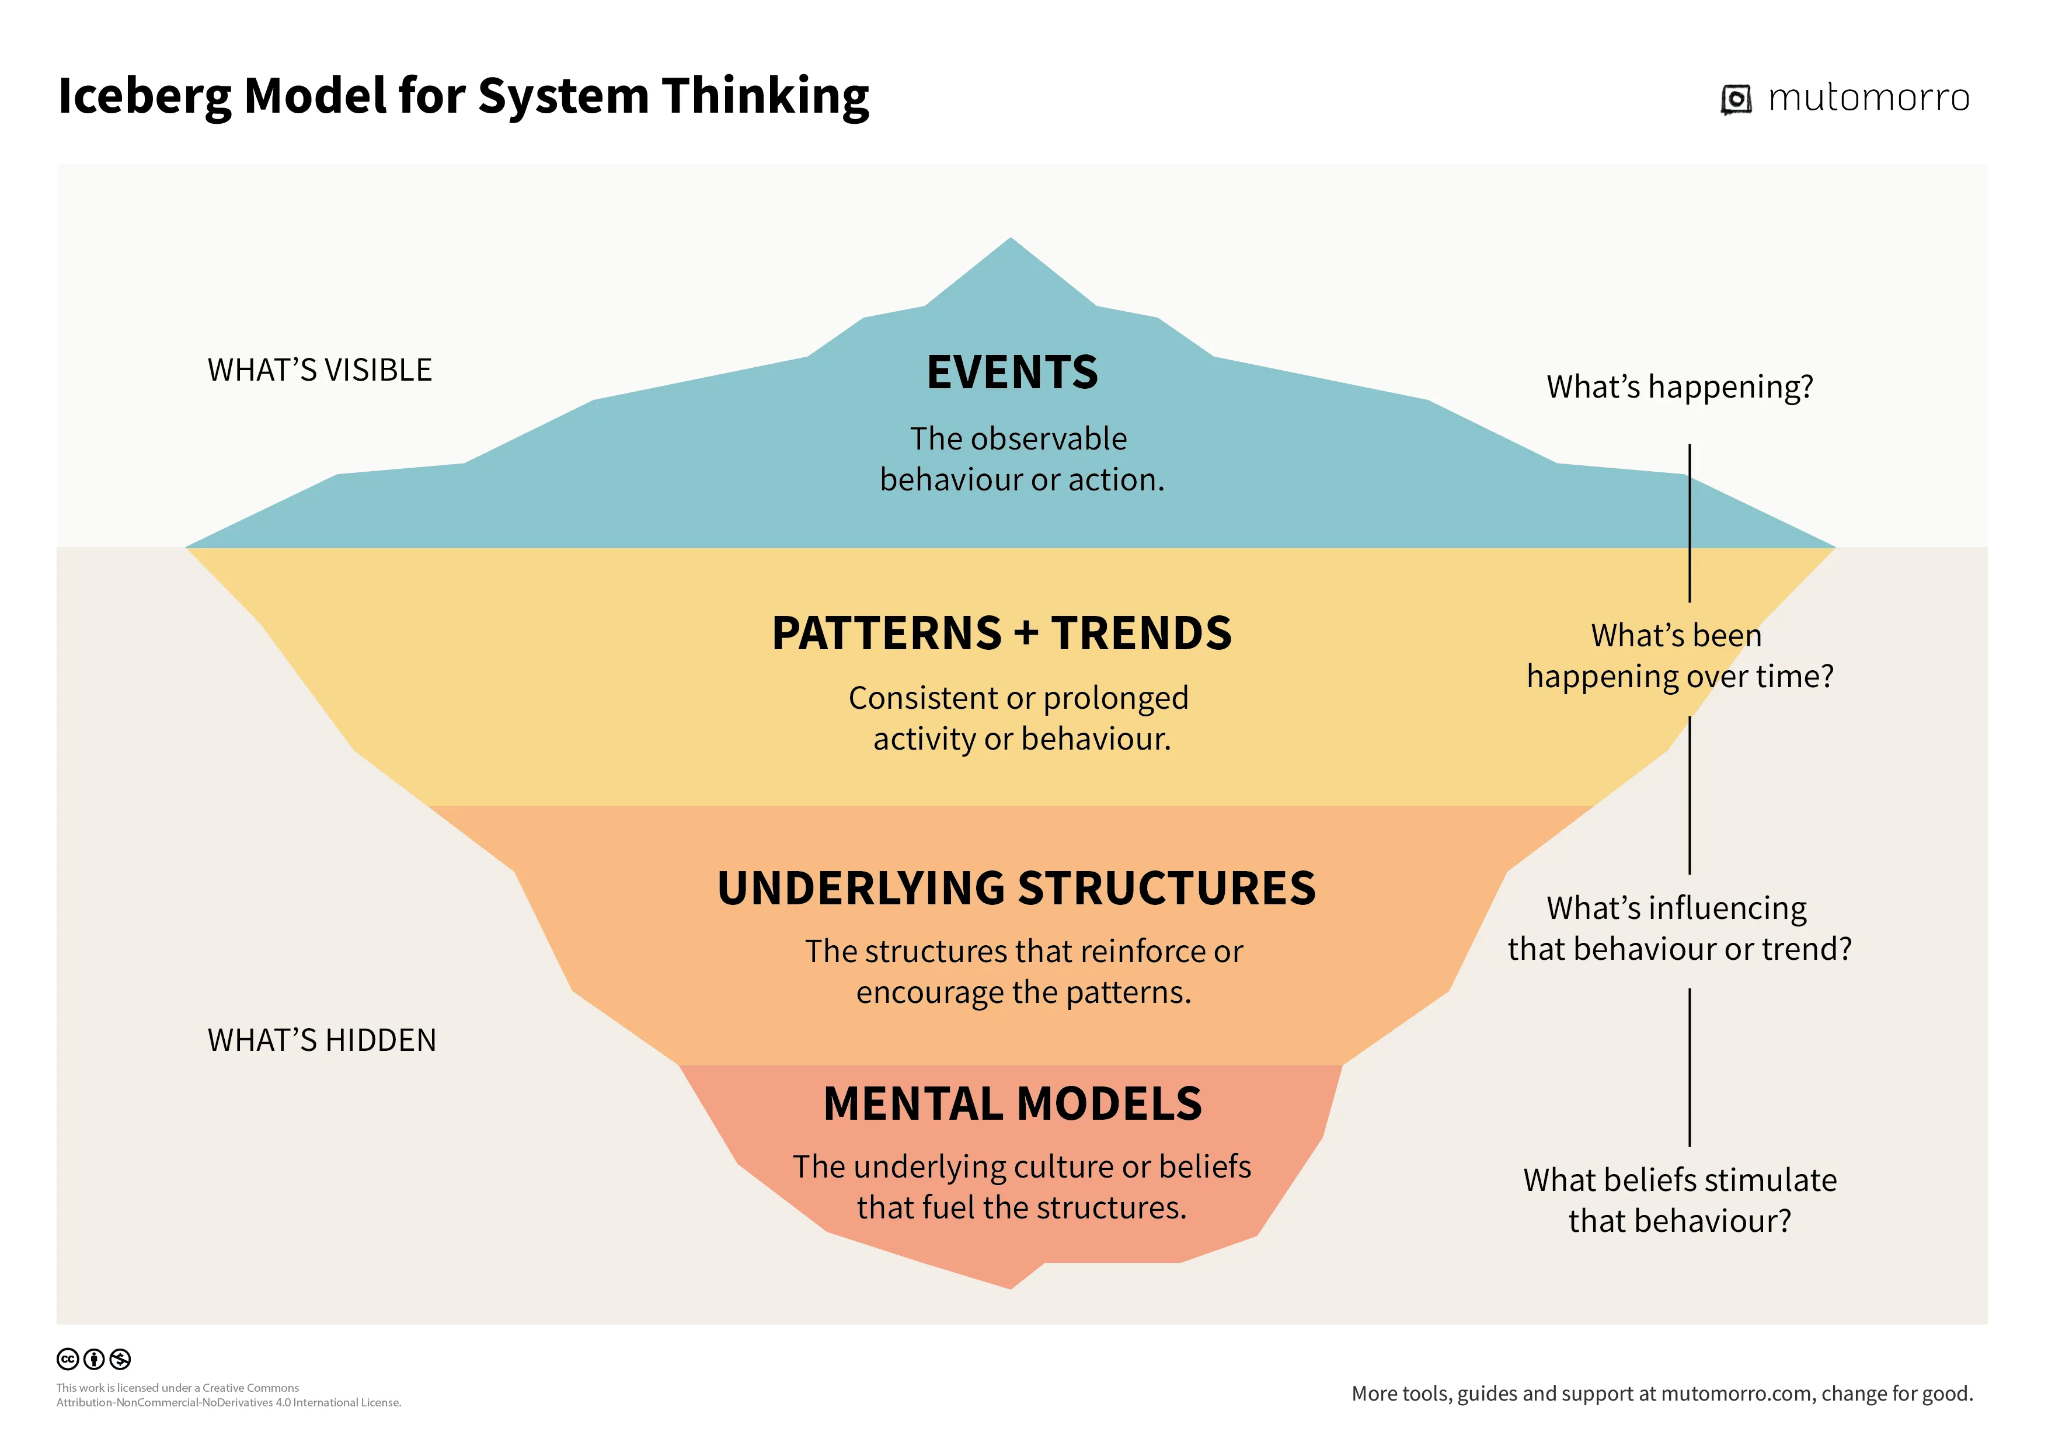 Iceberg Model for System Thinking
mutomorro
WHAT’S VISIBLE
EVENTS
The observable
behaviour or action.
What’s happening?
PATTERNS + TRENDS
Consistent or prolonged
activity or behaviour.
What’s been
happening over time?
UNDERLYING STRUCTURES
The structures that reinforce or
encourage the patterns.
What’s influencing
that behaviour or trend?
WHAT’S HIDDEN
MENTAL MODELS
The underlying culture or beliefs
that fuel the structures.
What beliefs stimulate
that behaviour?
cc
This work is licensed under a Creative Commons
Attribution-NonCommercial-NoDerivatives 4.0 International License.
More tools, guides and support at mutomorro.com, change for good.